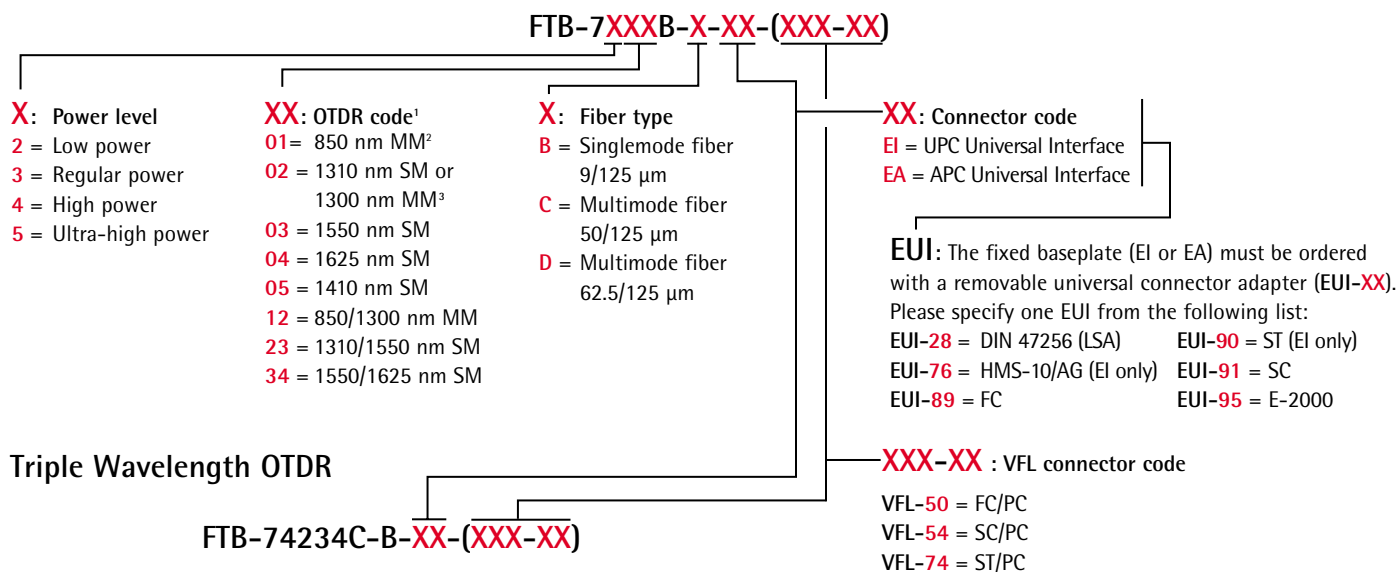 FTB-7XXXB-X-XX-(XXX-XX)
X: Power level
2 = Low power
3 = Regular power
4 = High power
5 = Ultra-high power
XX: OTDR code¹
01= 850 nm MM²
02 = 1310 nm SM or
1300 nm MM³
03 = 1550 nm SM
04 = 1625 nm SM
05 = 1410 nm SM
12 = 850/1300 nm MM
23 = 1310/1550 nm SM
34 = 1550/1625 nm SM
X: Fiber type
B = Singlemode fiber
9/125 µm
C = Multimode fiber
50/125 µm
D = Multimode fiber
62.5/125 µm
XX: Connector code
EI = UPC Universal Interface
EA = APC Universal Interface
EUI: The fixed baseplate (EI or EA) must be ordered
with a removable universal connector adapter (EUI-XX).
Please specify one EUI from the following list:
EUI-28 = DIN 47256 (LSA)
EUI-76 = HMS-10/AG (EI only)
EUI-89 = FC
EUI-90 = ST (EI only)
EUI-91 = SC
EUI-95 = E-2000
XXX-XX : VFL connector code
VFL-50 = FC/PC
VFL-54 = SC/PC
VFL-74 = ST/PC
Triple Wavelength OTDR
FTB-74234C-B-XX-(XXX-XX)